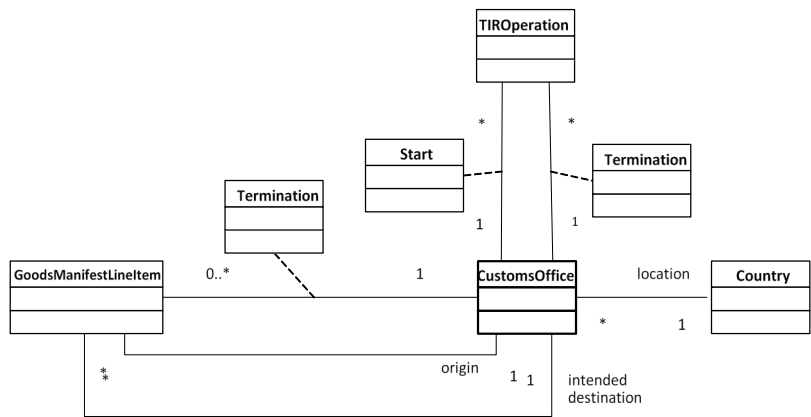 TIROperation
*
*
Start
Termination
Termination
1
1
GoodsManifestLineItem
0..*
1
CustomsOffice
location
Country
*
1
origin
*
*
1
1
intended
destination